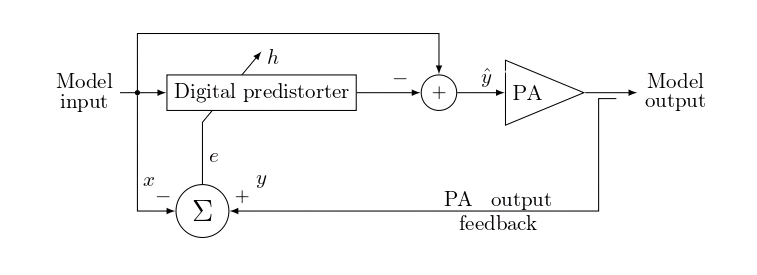 h
Model
input
Digital predistorter
−
+
ŷ
PA
Model
output
e
x
y
−
+
Σ
PA output
feedback